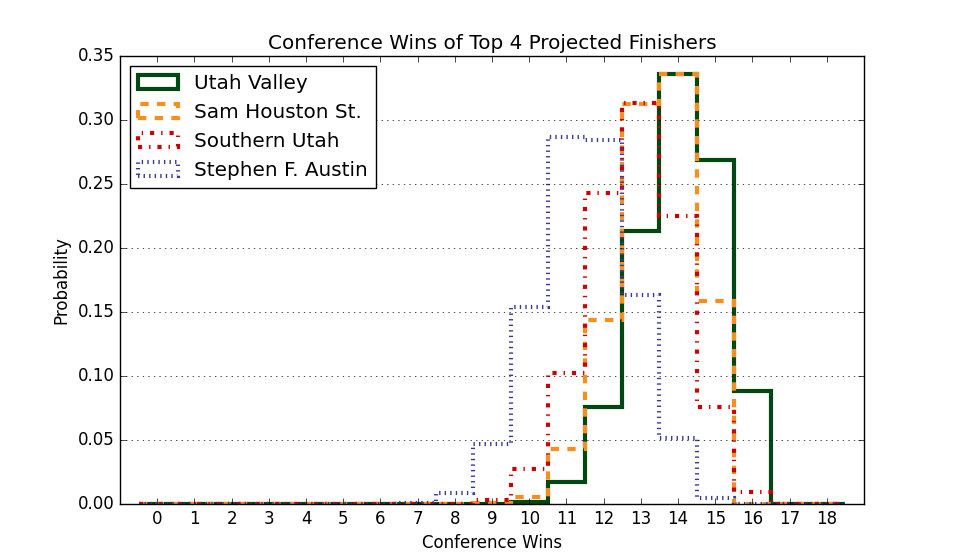 Conference Wins of Top 4 Projected Finishers
0.35
0.30
0.25
0.20
0.15
0.10
0.05
0.00
Probability
Utah Valley
Sam Houston St.
Southern Utah
Stephen F. Austin
0 1 2 3 4 5 6 7 8 9 10 11 12 13 14 15 16 17 18
Conference Wins